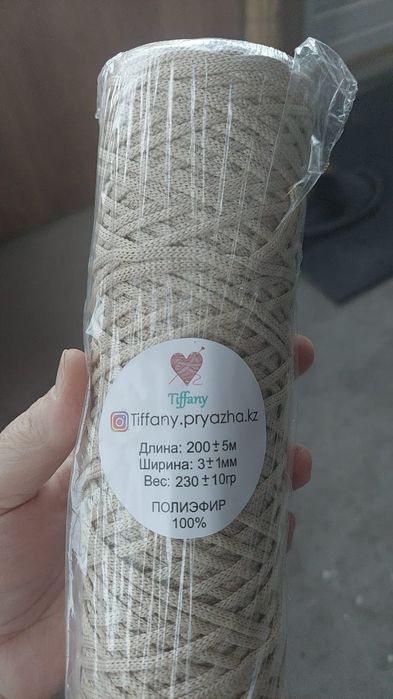 Tiffany
Tiffany.pryazha.kz
Длина: 200±5м
Ширина: 3±1мм
Вес: 230±10гр
ПОЛИЭФИР
100%